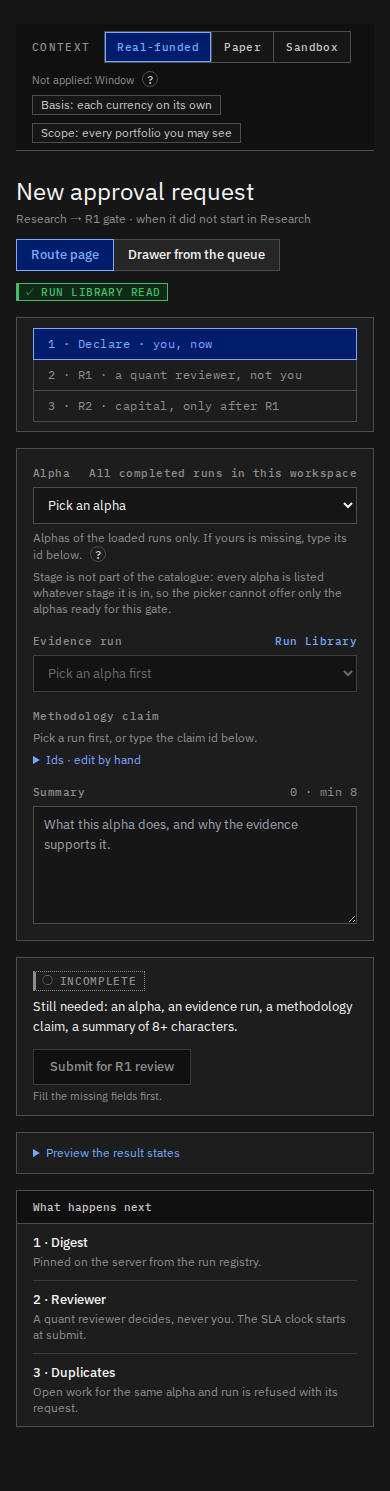 CONTEXT Real-funded Paper Sandbox
Not applied: Window ?
Basis: each currency on its own
Scope: every portfolio you may see
New approval request
Research → R1 gate · when it did not start in Research
Route page Drawer from the queue
✓ RUN LIBRARY READ
1 · Declare · you, now
2 · R1 · a quant reviewer, not you
3 · R2 · capital, only after R1
Alpha All completed runs in this workspace
Pick an alpha
Alphas of the loaded runs only. If yours is missing, type its
id below. ?
Stage is not part of the catalogue: every alpha is listed
whatever stage it is in, so the picker cannot offer only the
alphas ready for this gate.
Evidence run Run Library
Pick an alpha first
Methodology claim
Pick a run first, or type the claim id below.
Ids · edit by hand
Summary 0 · min 8
What this alpha does, and why the evidence
supports it.
INCOMPLETE
Still needed: an alpha, an evidence run, a methodology
claim, a summary of 8+ characters.
Submit for R1 review
Fill the missing fields first.
Preview the result states
What happens next
1 · Digest
Pinned on the server from the run registry.
2 · Reviewer
A quant reviewer decides, never you. The SLA clock starts
at submit.
3 · Duplicates
Open work for the same alpha and run is refused with its
request.